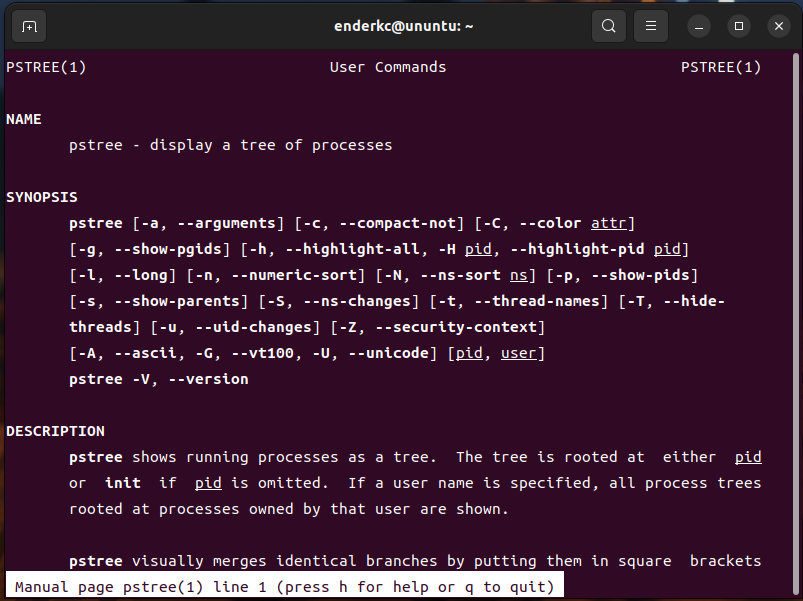 enderkc@ununtu: ~
PSTREE(1) User Commands PSTREE(1)
NAME
pstree - display a tree of processes
SYNOPSIS
pstree [-a, --arguments] [-c, --compact-not] [-C, --color attr]
[-g, --show-pgids] [-h, --highlight-all, -H pid, --highlight-pid pid]
[-l, --long] [-n, --numeric-sort] [-N, --ns-sort ns] [-p, --show-pids]
[-s, --show-parents] [-S, --ns-changes] [-t, --thread-names] [-T, --hide-
threads] [-u, --uid-changes] [-Z, --security-context]
[-A, --ascii, -G, --vt100, -U, --unicode] [pid, user]
pstree -V, --version
DESCRIPTION
pstree shows running processes as a tree. The tree is rooted at either pid
or init if pid is omitted. If a user name is specified, all process trees
rooted at processes owned by that user are shown.
pstree visually merges identical branches by putting them in square brackets
Manual page pstree(1) line 1 (press h for help or q to quit)